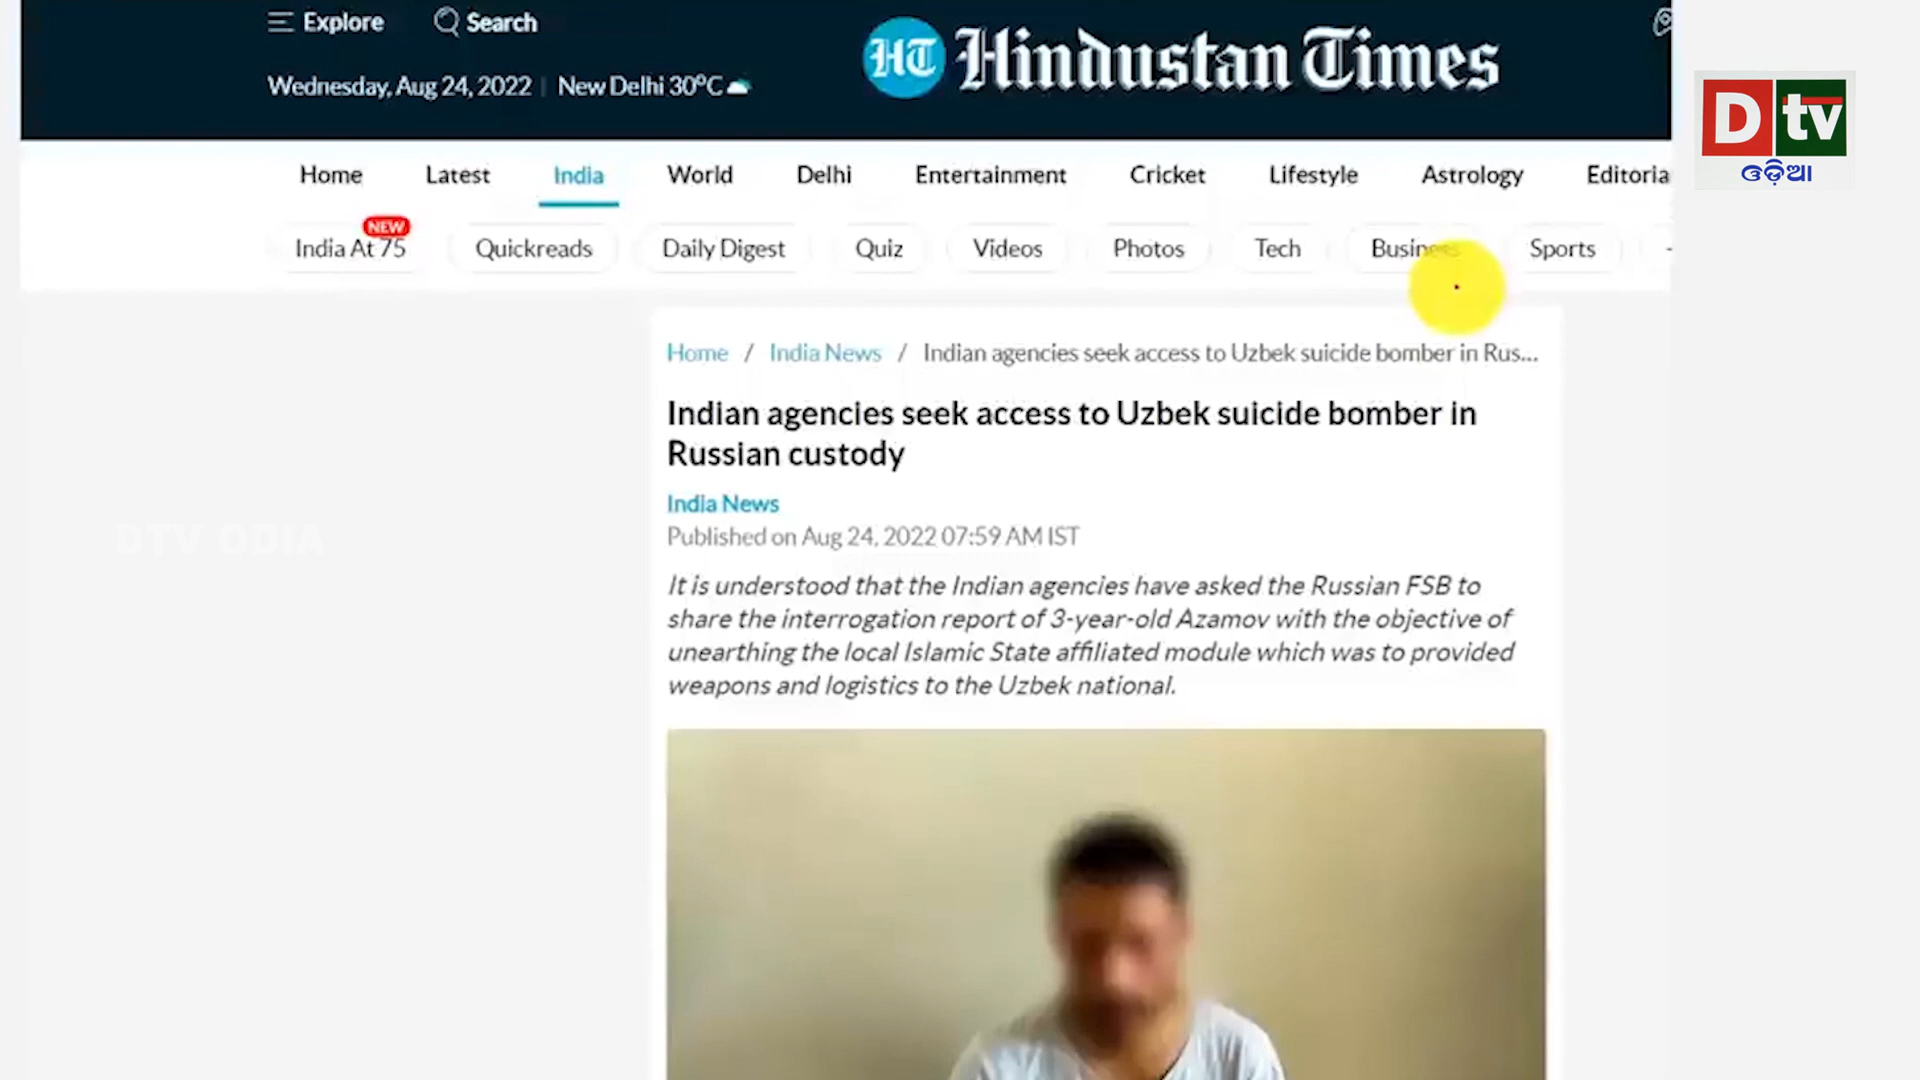 Explore
Search
Wednesday, Aug 24, 2022 | New Delhi 30°C
HT Hindustan Times
D tv
ଓଡ଼ିଆ
Home Latest India World Delhi Entertainment Cricket Lifestyle Astrology Editoria
NEW
India At 75 Quickreads Daily Digest Quiz Videos Photos Tech Business Sports
Home / India News / Indian agencies seek access to Uzbek suicide bomber in Rus...
Indian agencies seek access to Uzbek suicide bomber in
Russian custody
India News
Published on Aug 24, 2022 07:59 AM IST
DTV ODIA
It is understood that the Indian agencies have asked the Russian FSB to
share the interrogation report of 3-year-old Azamov with the objective of
unearthing the local Islamic State affiliated module which was to provided
weapons and logistics to the Uzbek national.